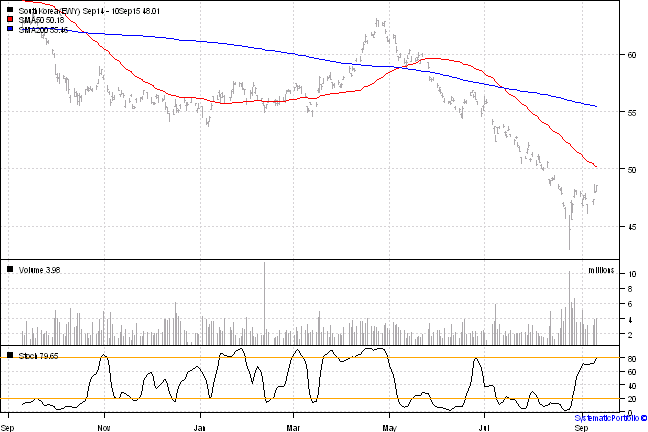 South Korea (EWY) Sep14 - 10Sep15 48.01
SMA50 50.18
SMA200 55.46
60
55
50
45
Volume 3.98
millions
10
8
6
4
2
Stoch 79.65
80
60
40
20
0
Sep
Nov
Jan
Mar
May
Jul
Sep
SystematicPortfolio ©